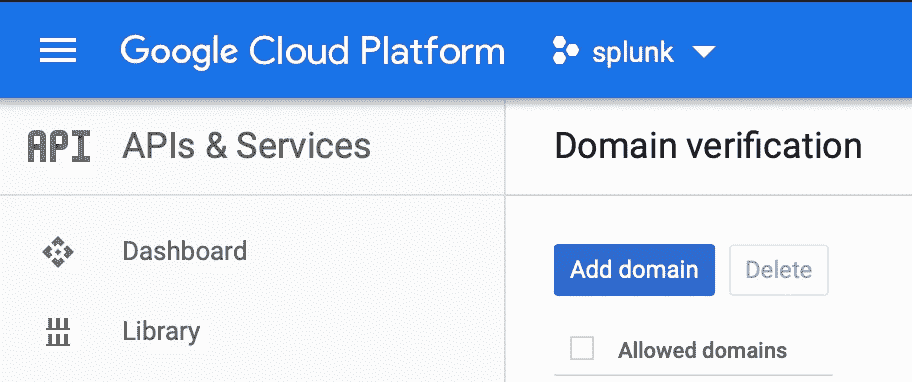 Google Cloud Platform splunk
API APIs & Services
Domain verification
Dashboard
Library
Add domain Delete
Allowed domains